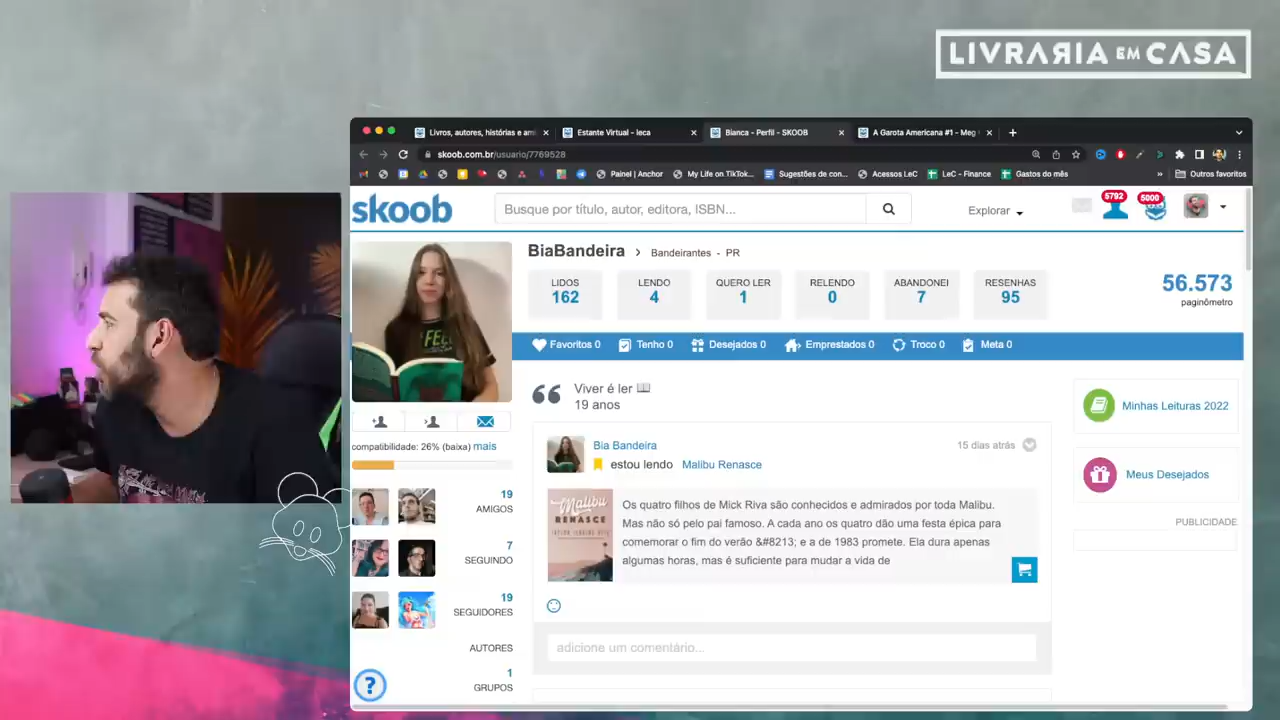 LIVRARIA EM CASA
Livros, autores, histórias e ami
Estante Virtual - leca
Bianca - Perfil - SKOOB
A Garota Americana #1 - Meg
skoob.com.br/usuario/7769528
Painel | Anchor
My Life on TikTok...
Sugestões de con...
Acessos LeC
LeC - Finance
Gastos do mês
»
Outros favoritos
skoob
Busque por título, autor, editora, ISBN...
Explorar
5792
5000
BiaBandeira
Bandeirantes - PR
LIDOS
162
LENDO
4
QUERO LER
1
RELENDO
0
ABANDONEI
7
RESENHAS
95
56.573
paginômetro
Favoritos 0
Tenho 0
Desejados 0
Emprestados 0
Troco 0
Meta 0
Viver é ler
19 anos
compatibilidade: 26% (baixa) mais
19
AMIGOS
7
SEGUINDO
19
SEGUIDORES
AUTORES
1
GRUPOS
?
Bia Bandeira
15 dias atrás
estou lendo Malibu Renasce
MALIBU
RENASCE
Os quatro filhos de Mick Riva são conhecidos e admirados por toda Malibu.
Mas não só pelo pai famoso. A cada ano os quatro dão uma festa épica para
comemorar o fim do verão &#8213; e a de 1983 promete. Ela dura apenas
algumas horas, mas é suficiente para mudar a vida de
adicione um comentário...
Minhas Leituras 2022
Meus Desejados
PUBLICIDADE